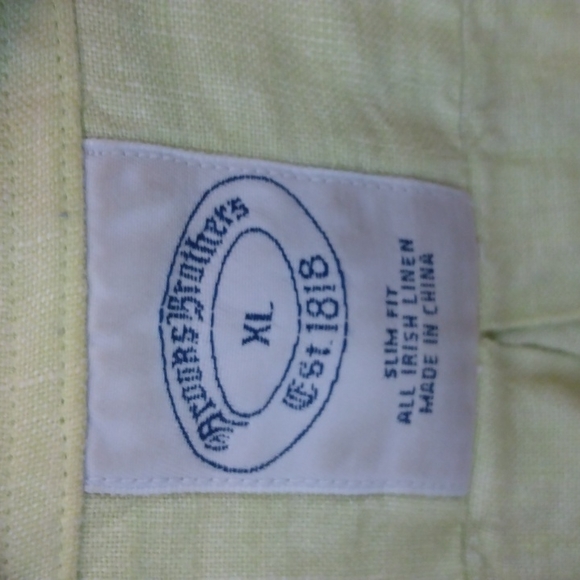 Brooks Brothers
XL
Est. 1818
SLIM FIT
ALL IRISH LINEN
MADE IN CHINA